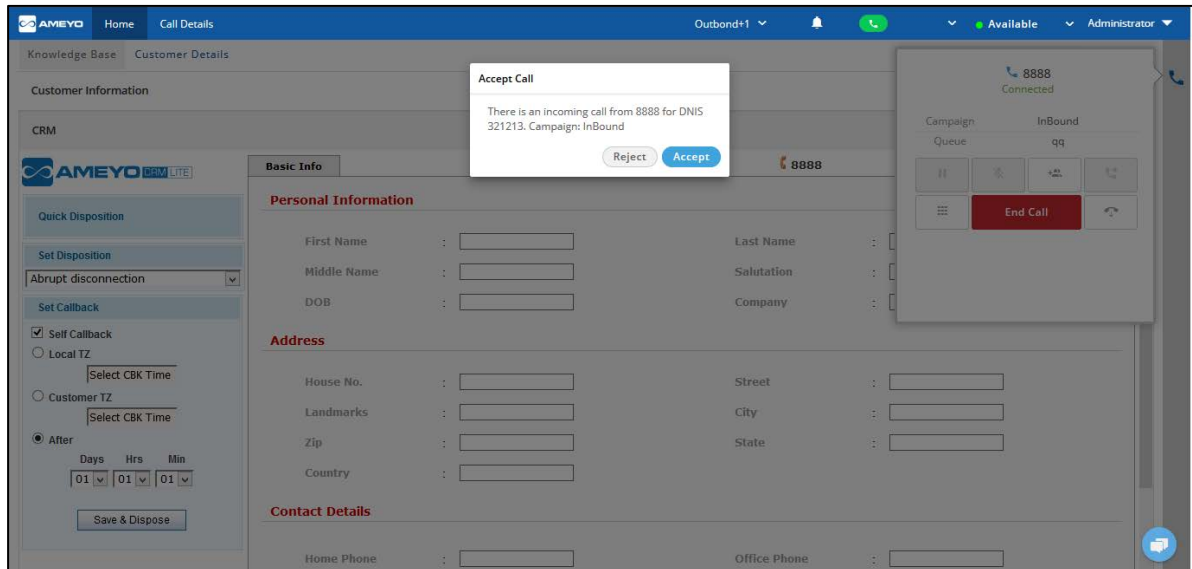 AMEYO Home Call Details Outbond+1 Available Administrator
Knowledge Base Customer Details
Customer Information
CRM
AMEYO CRM LITE
Quick Disposition
Set Disposition
Abrupt disconnection
Set Callback
Self Callback
Local TZ
Select CBK Time
Customer TZ
Select CBK Time
After
Days Hrs Min
01 01 01
Save & Dispose
Accept Call
There is an incoming call from 8888 for DNIS
321213. Campaign: InBound
Reject Accept
Basic Info 8888
Personal Information
First Name : Last Name :
Middle Name : Salutation :
DOB : Company :
Address
House No. : Street :
Landmarks : City :
Zip : State :
Country :
Contact Details
Home Phone : Office Phone :
8888
Connected
Campaign InBound
Queue qq
End Call